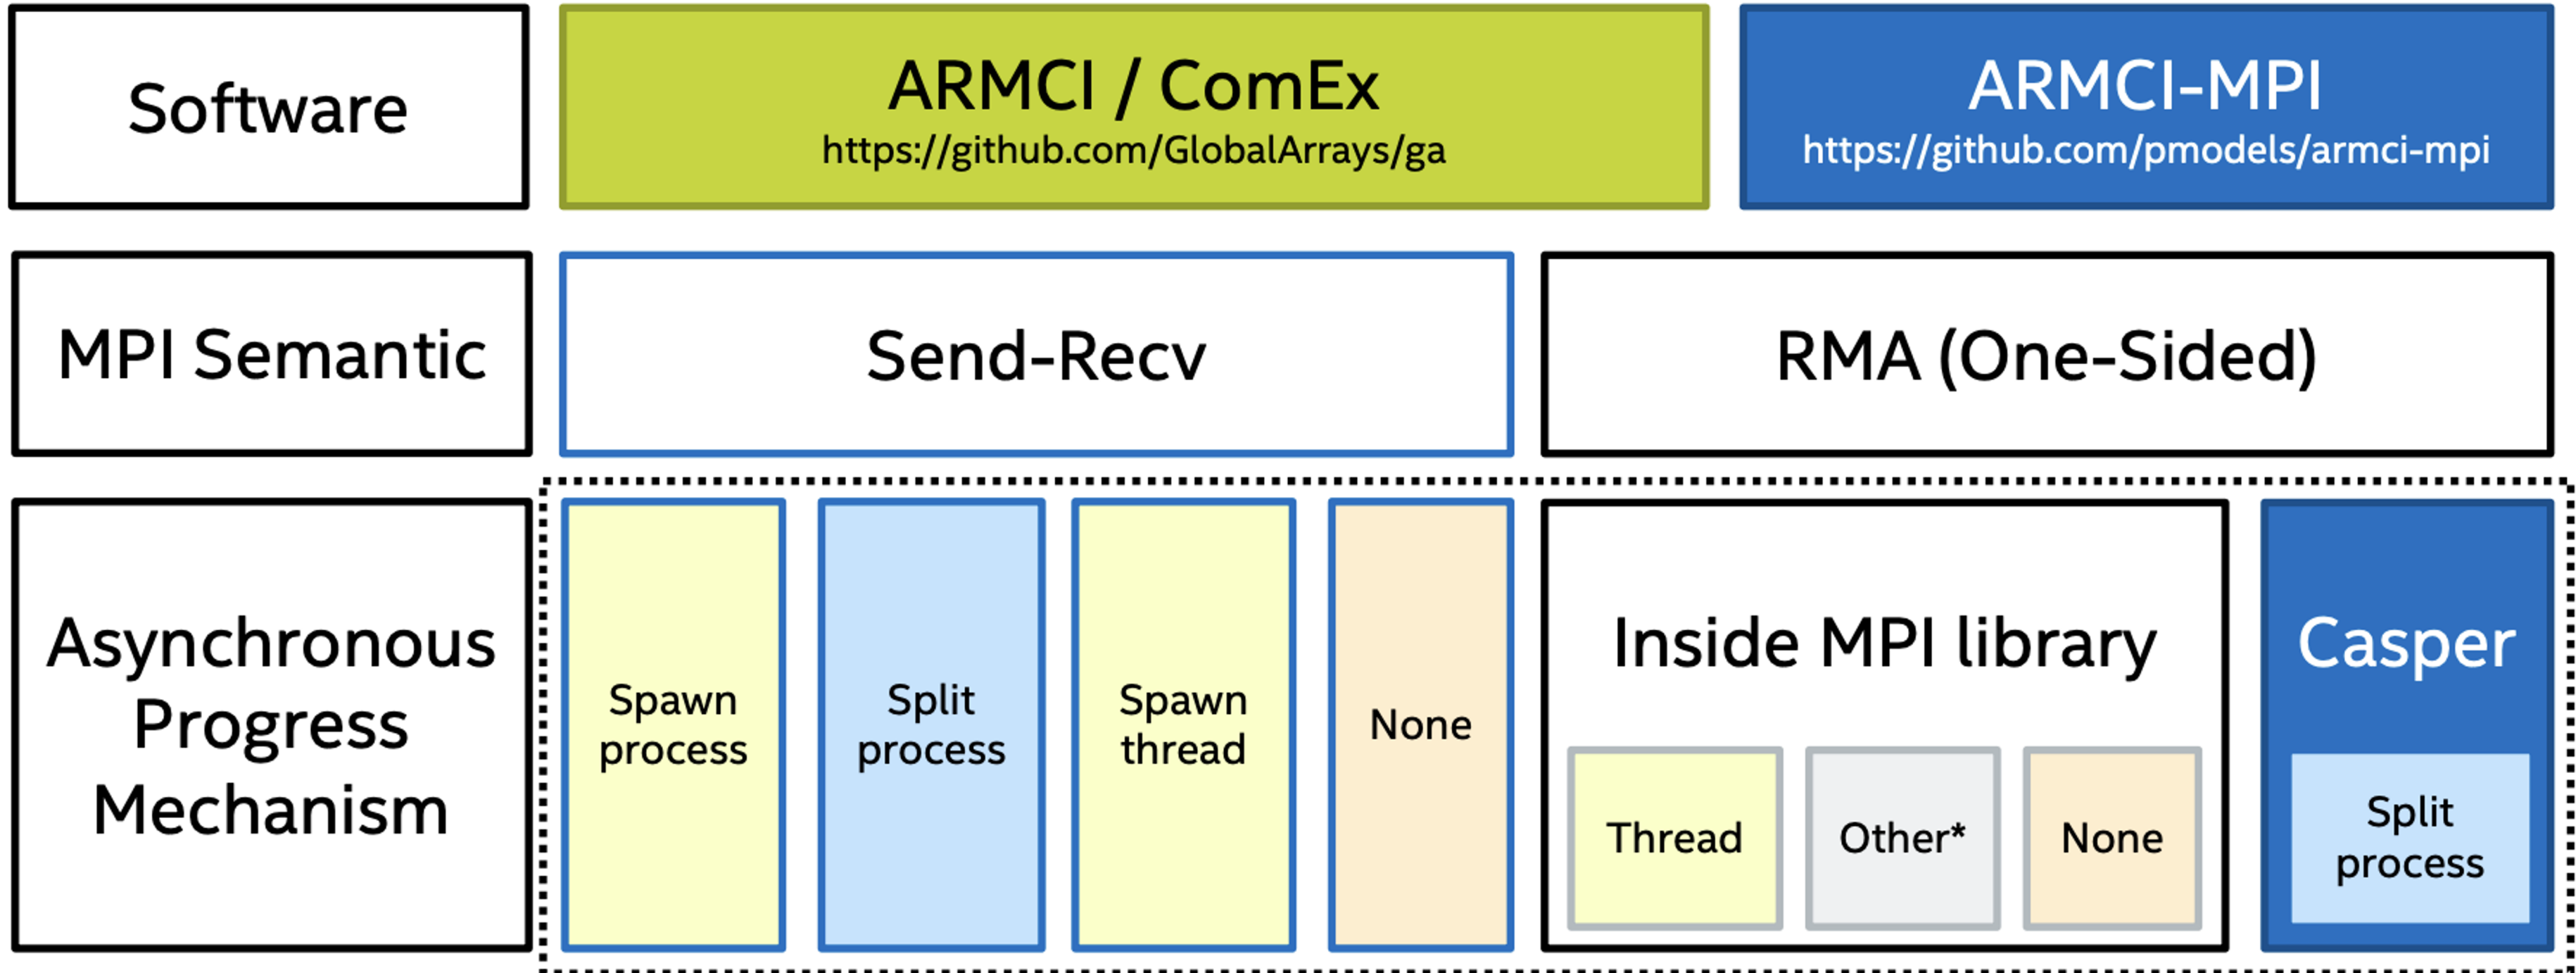 Software
ARMCI / ComEx
https://github.com/GlobalArrays/ga
ARMCI-MPI
https://github.com/pmodels/armci-mpi
MPI Semantic
Send-Recv
RMA (One-Sided)
Asynchronous
Progress
Mechanism
Spawn
process
Split
process
Spawn
thread
None
Inside MPI library
Thread
Other*
None
Casper
Split
process